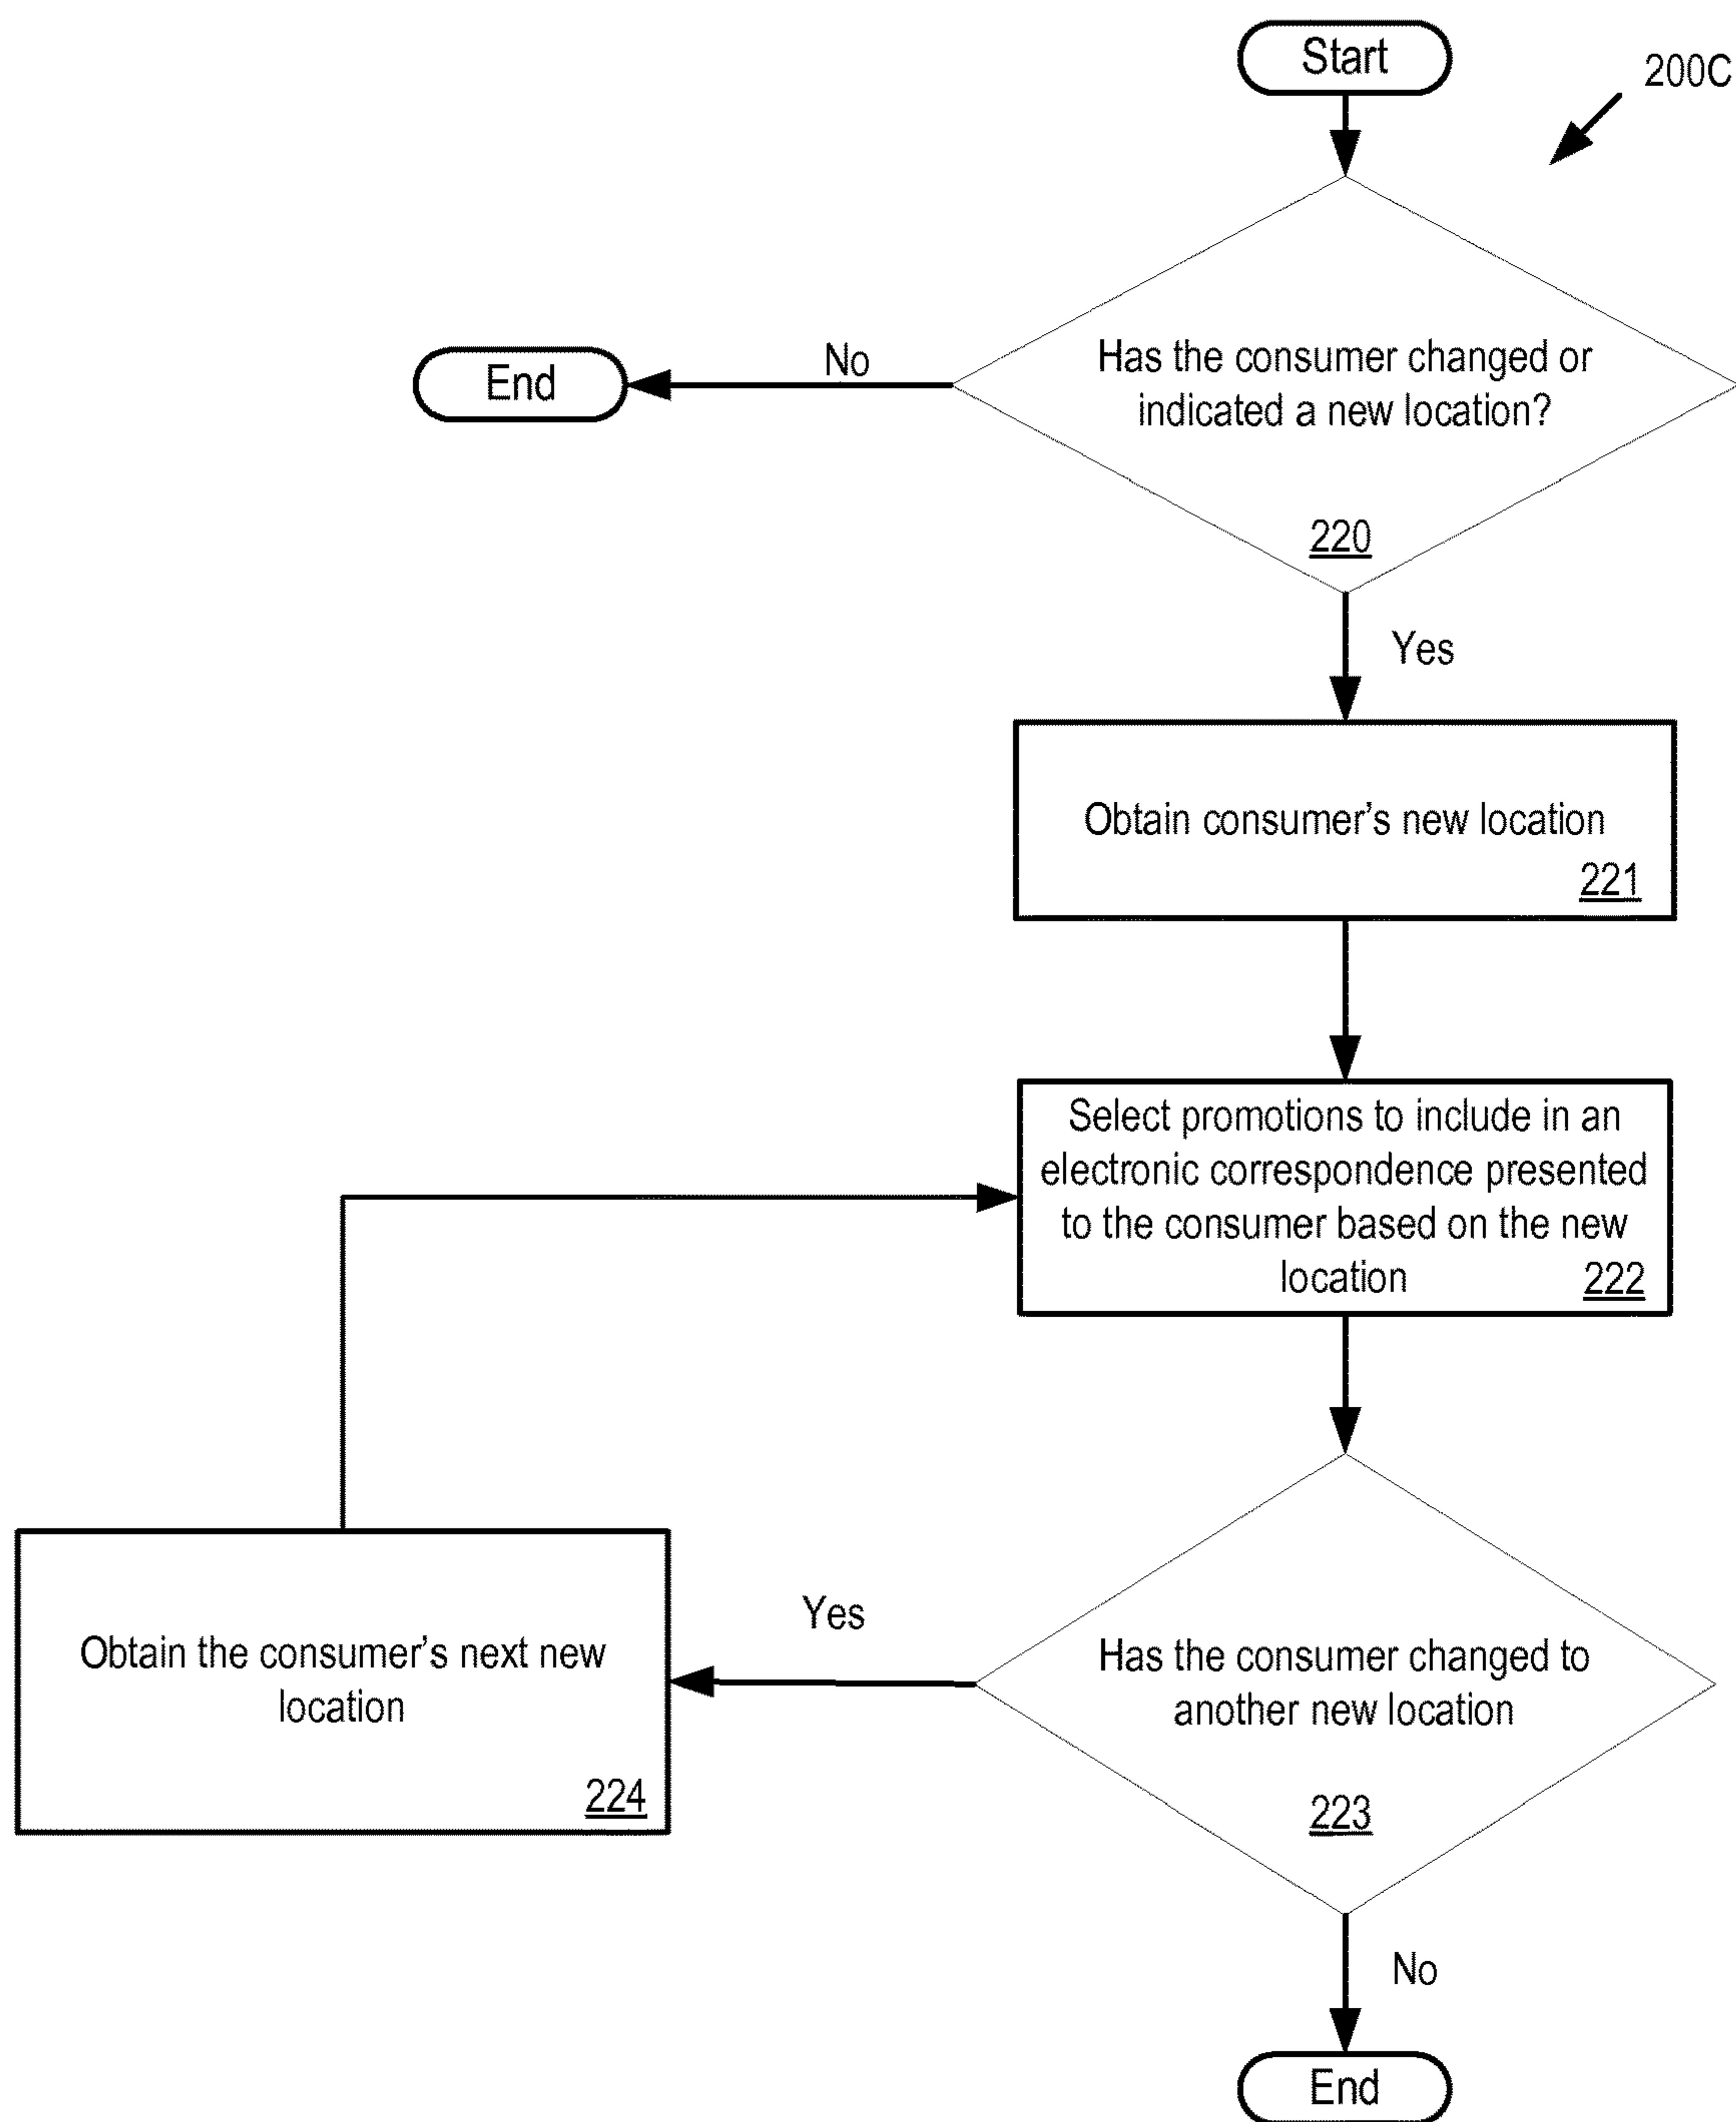 Start
200C
Has the consumer changed or
indicated a new location?
220
No
End
Yes
Obtain consumer’s new location
221
Select promotions to include in an
electronic correspondence presented
to the consumer based on the new
location
222
Has the consumer changed to
another new location
223
Yes
Obtain the consumer’s next new
location
224
No
End